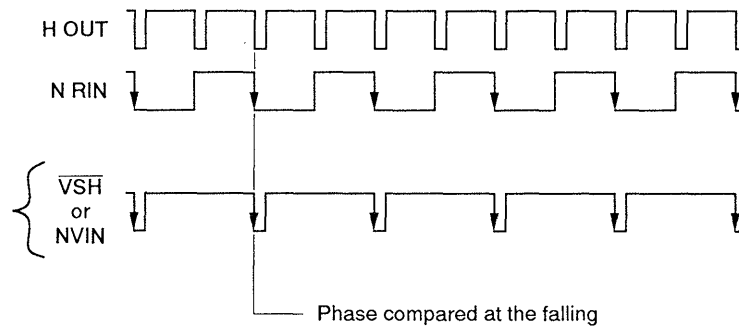 H OUT
N RIN
VSH
or
NVIN
Phase compared at the falling